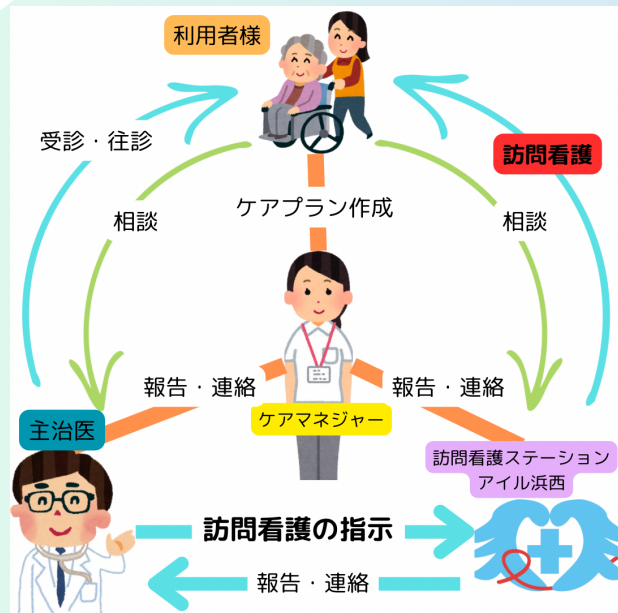 利用者様
受診・往診
訪問看護
ケアプラン作成
相談
相談
報告・連絡
報告・連絡
ケアマネジャー
主治医
訪問看護ステーション
アイル浜西
訪問看護の指示
報告・連絡